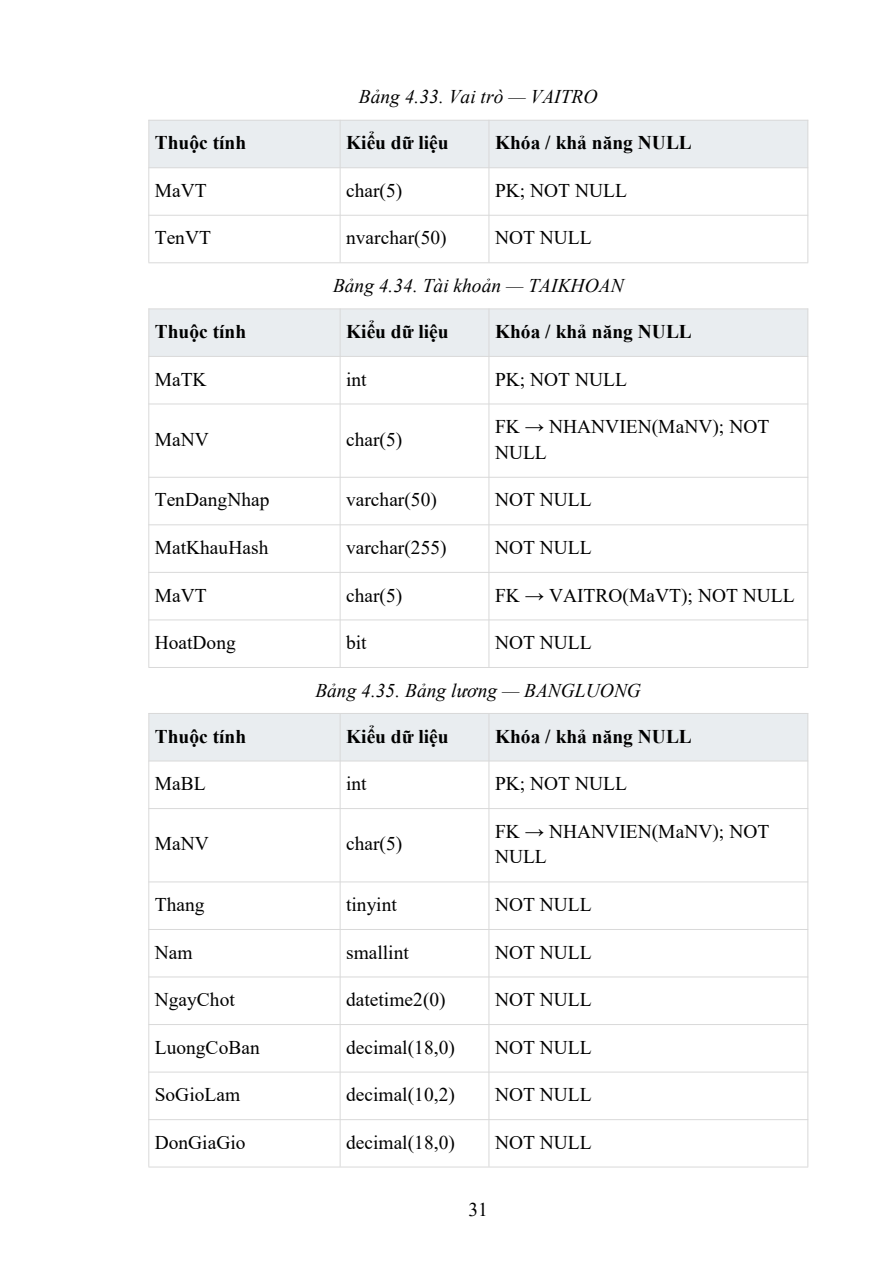 Bảng 4.33. Vai trò — VAITRO
Thuộc tính Kiểu dữ liệu Khóa / khả năng NULL
MaVT char(5) PK; NOT NULL
TenVT nvarchar(50) NOT NULL
Bảng 4.34. Tài khoản — TAIKHOAN
Thuộc tính Kiểu dữ liệu Khóa / khả năng NULL
MaTK int PK; NOT NULL
MaNV char(5) FK → NHANVIEN(MaNV); NOT
NULL
TenDangNhap varchar(50) NOT NULL
MatKhauHash varchar(255) NOT NULL
MaVT char(5) FK → VAITRO(MaVT); NOT NULL
HoatDong bit NOT NULL
Bảng 4.35. Bảng lương — BANGLUONG
Thuộc tính Kiểu dữ liệu Khóa / khả năng NULL
MaBL int PK; NOT NULL
MaNV char(5) FK → NHANVIEN(MaNV); NOT
NULL
Thang tinyint NOT NULL
Nam smallint NOT NULL
NgayChot datetime2(0) NOT NULL
LuongCoBan decimal(18,0) NOT NULL
SoGioLam decimal(10,2) NOT NULL
DonGiaGio decimal(18,0) NOT NULL
31